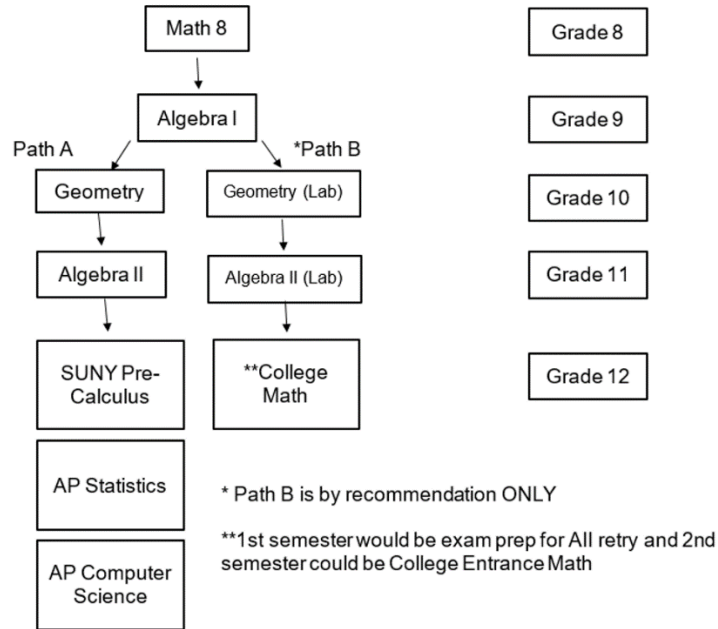 Math 8
Grade 8
Algebra I
Grade 9
Path A
*Path B
Geometry
Geometry (Lab)
Grade 10
Algebra II
Algebra II (Lab)
Grade 11
SUNY Pre-
Calculus
**College
Math
Grade 12
AP Statistics
* Path B is by recommendation ONLY
**1st semester would be exam prep for AII retry and 2nd
semester could be College Entrance Math
AP Computer
Science